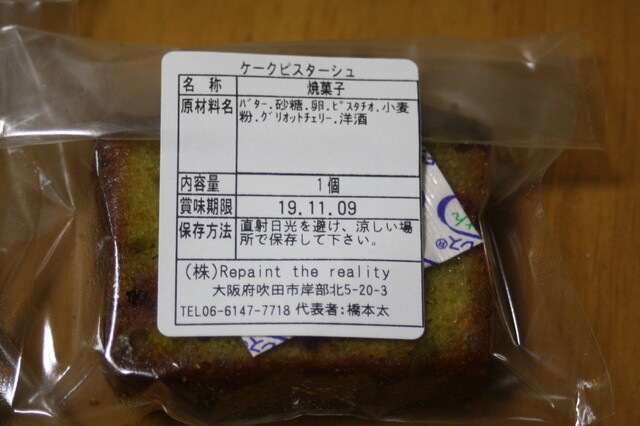 ケークピスターシュ
名 称 焼菓子
原材料名 バター.砂糖.卵.ピスタチオ.小麦
粉.グリオットチェリー.洋酒
内容量 1個
賞味期限 19.11.09
保存方法 直射日光を避け、涼しい場
所で保存して下さい。
(株)Repaint the reality
大阪府吹田市岸部北5-20-3
TEL06-6147-7718 代表者:橋本太